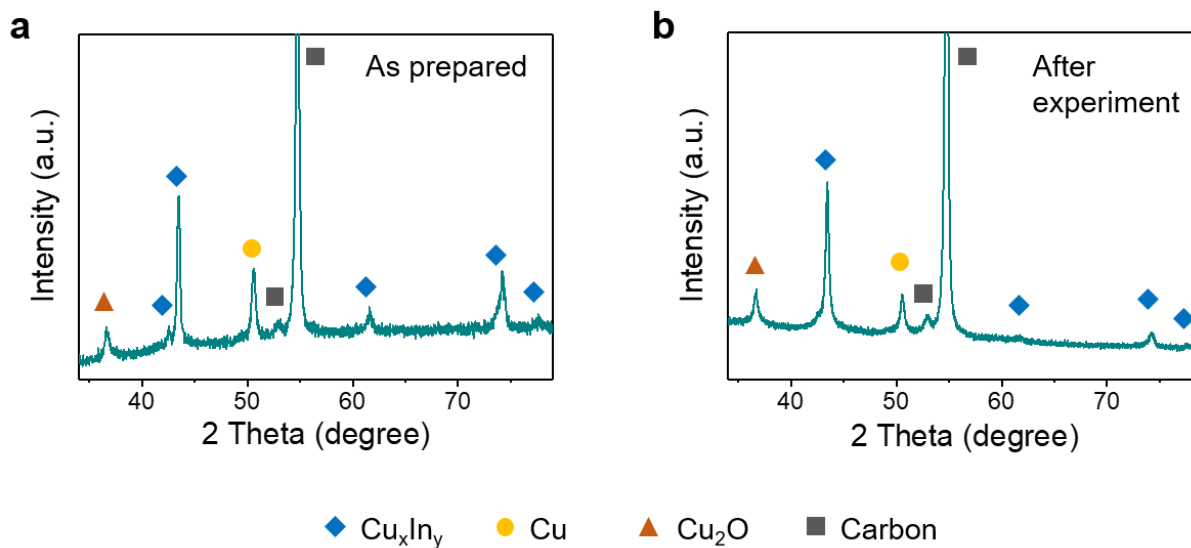 a
As prepared
Intensity (a.u.)
40 50 60 70
2 Theta (degree)
b
After
experiment
Intensity (a.u.)
40 50 60 70
2 Theta (degree)
CuₓInᵧ Cu Cu₂O Carbon